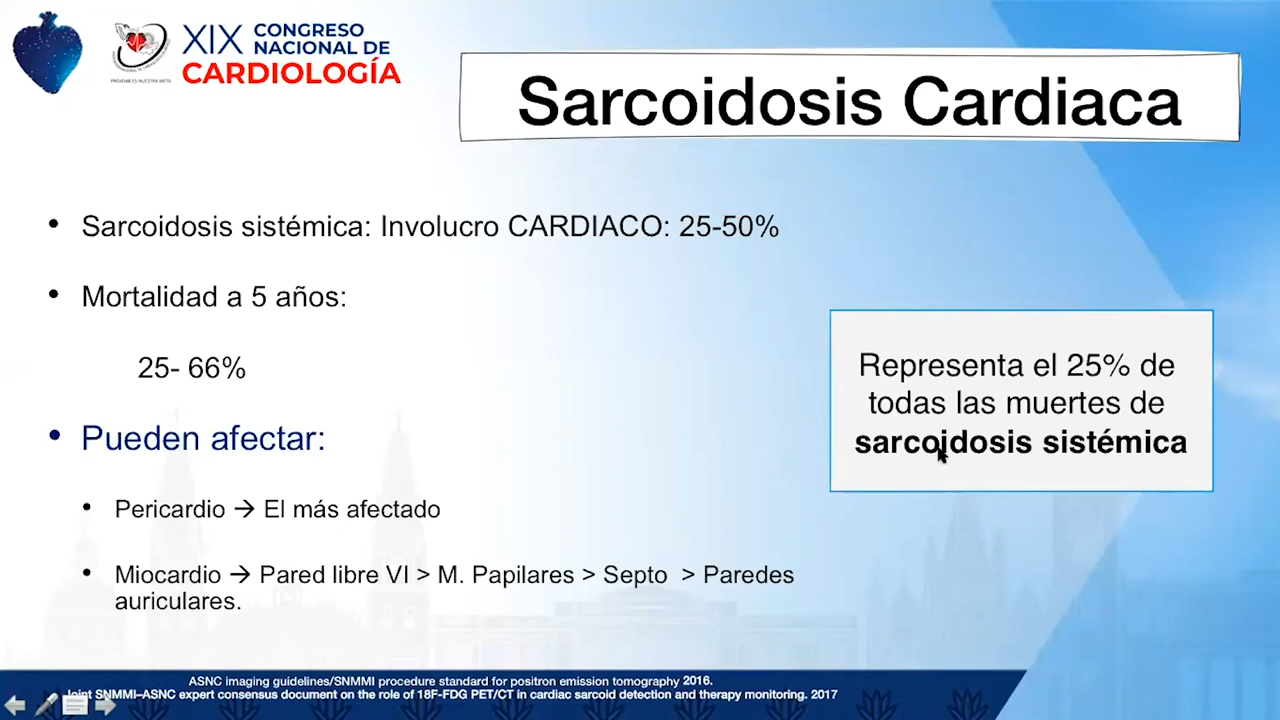 XIX CONGRESO
NACIONAL DE
CARDIOLOGÍA
Sarcoidosis Cardiaca
• Sarcoidosis sistémica: Involucro CARDIACO: 25-50%
• Mortalidad a 5 años:
25- 66%
• Pueden afectar:
• Pericardio → El más afectado
• Miocardio → Pared libre VI > M. Papilares > Septo > Paredes
auriculares.
Representa el 25% de
todas las muertes de
sarcoidosis sistémica
ASNC imaging guidelines/SNMMI procedure standard for positron emission tomography 2016.
Joint SNMMI–ASNC expert consensus document on the role of 18F-FDG PET/CT in cardiac sarcoid detection and therapy monitoring. 2017